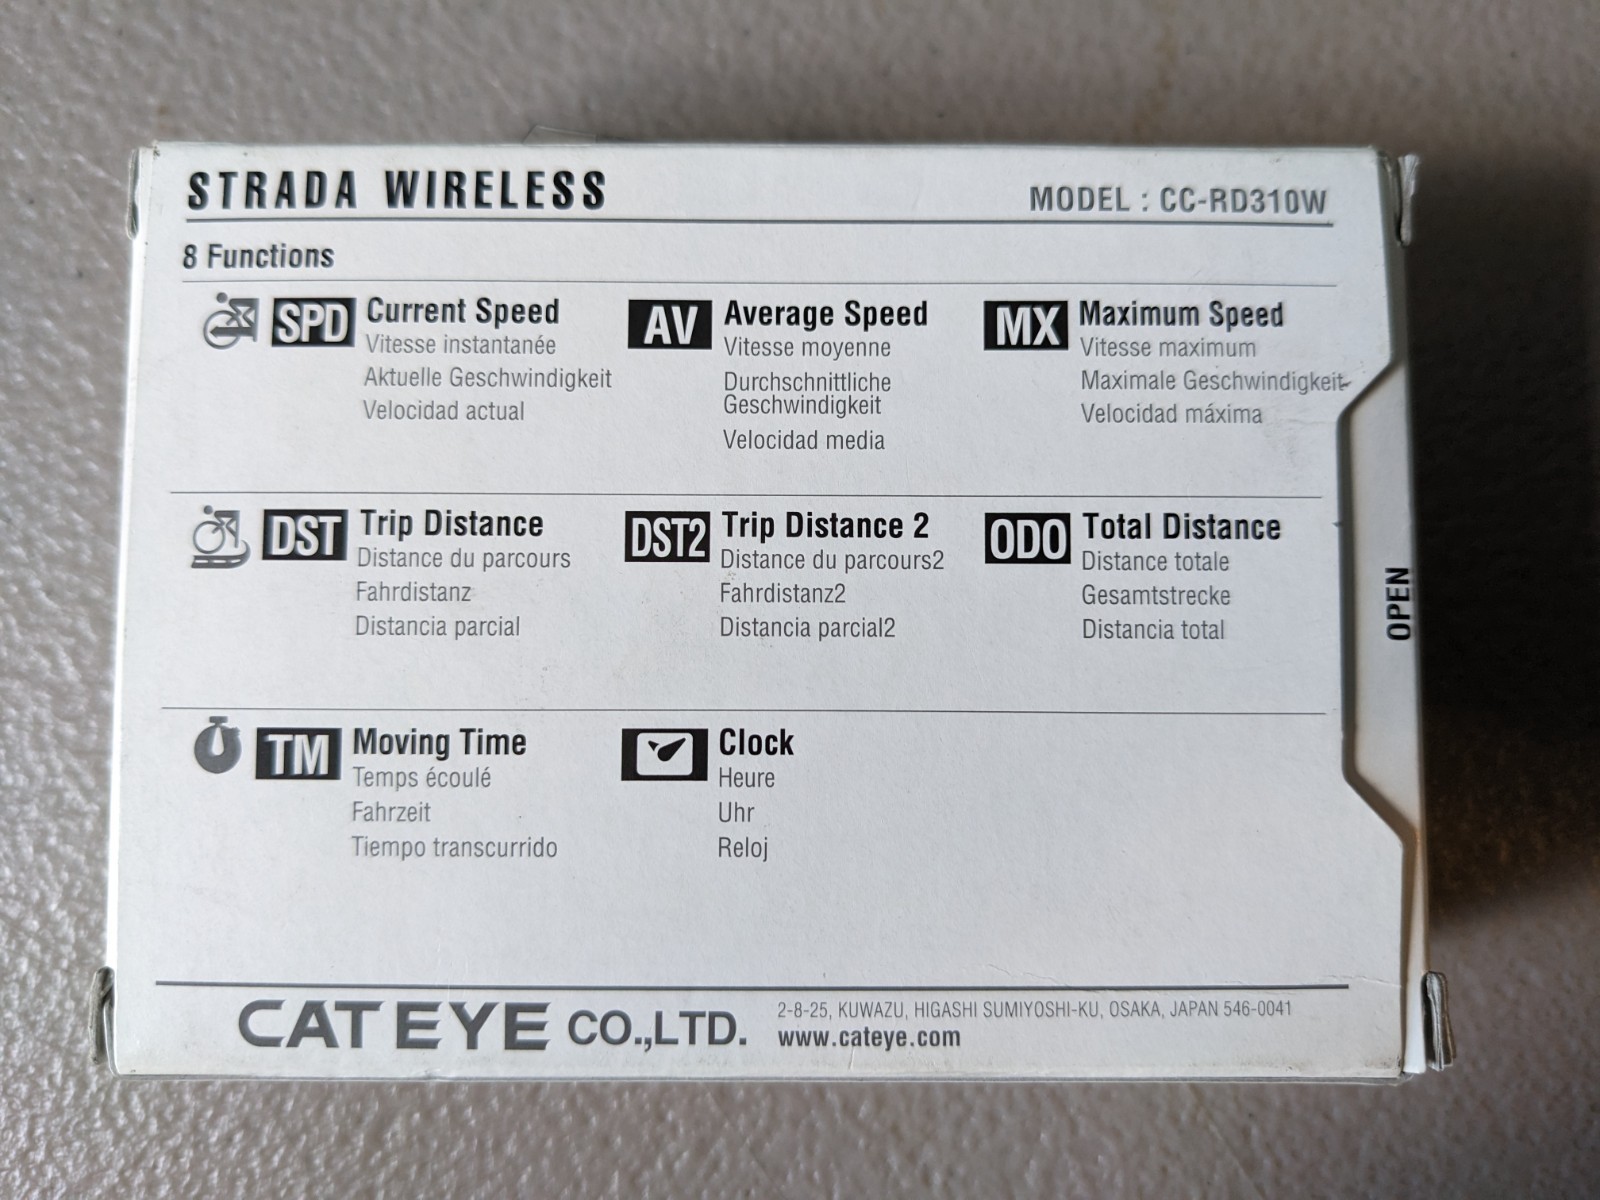 STRADA WIRELESS
MODEL : CC-RD310W
8 Functions
SPD Current Speed
Vitesse instantanée
Aktuelle Geschwindigkeit
Velocidad actual
AV Average Speed
Vitesse moyenne
Durchschnittliche
Geschwindigkeit
Velocidad media
MX Maximum Speed
Vitesse maximum
Maximale Geschwindigkeit
Velocidad máxima
DST Trip Distance
Distance du parcours
Fahrdistanz
Distancia parcial
DST2 Trip Distance 2
Distance du parcours2
Fahrdistanz2
Distancia parcial2
ODO Total Distance
Distance totale
Gesamtstrecke
Distancia total
TM Moving Time
Temps écoulé
Fahrzeit
Tiempo transcurrido
Clock
Heure
Uhr
Reloj
OPEN
CAT EYE CO.,LTD.
2-8-25, KUWAZU, HIGASHI SUMIYOSHI-KU, OSAKA, JAPAN 546-0041
www.cateye.com